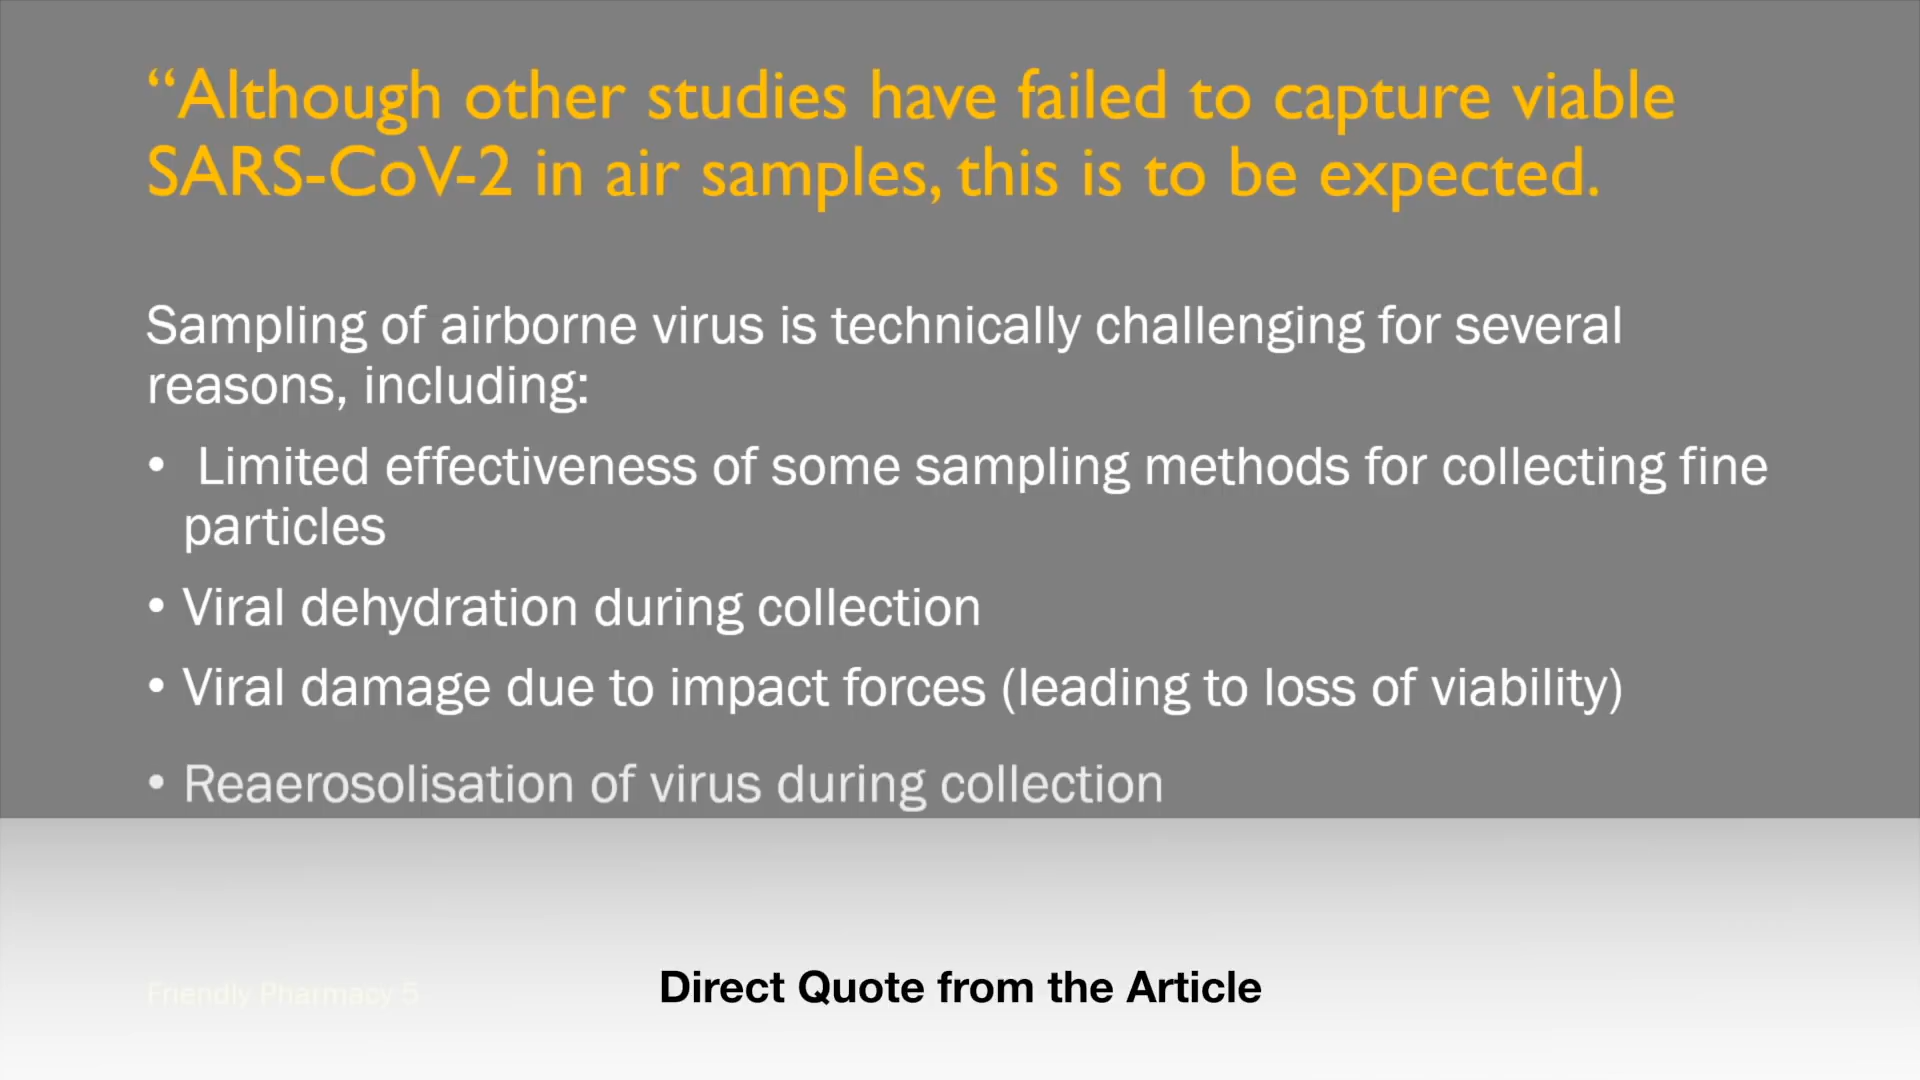 “Although other studies have failed to capture viable
SARS-CoV-2 in air samples, this is to be expected.
Sampling of airborne virus is technically challenging for several
reasons, including:
• Limited effectiveness of some sampling methods for collecting fine
particles
• Viral dehydration during collection
• Viral damage due to impact forces (leading to loss of viability)
• Reaerosolisation of virus during collection
Friendly Pharmacy 5
Direct Quote from the Article